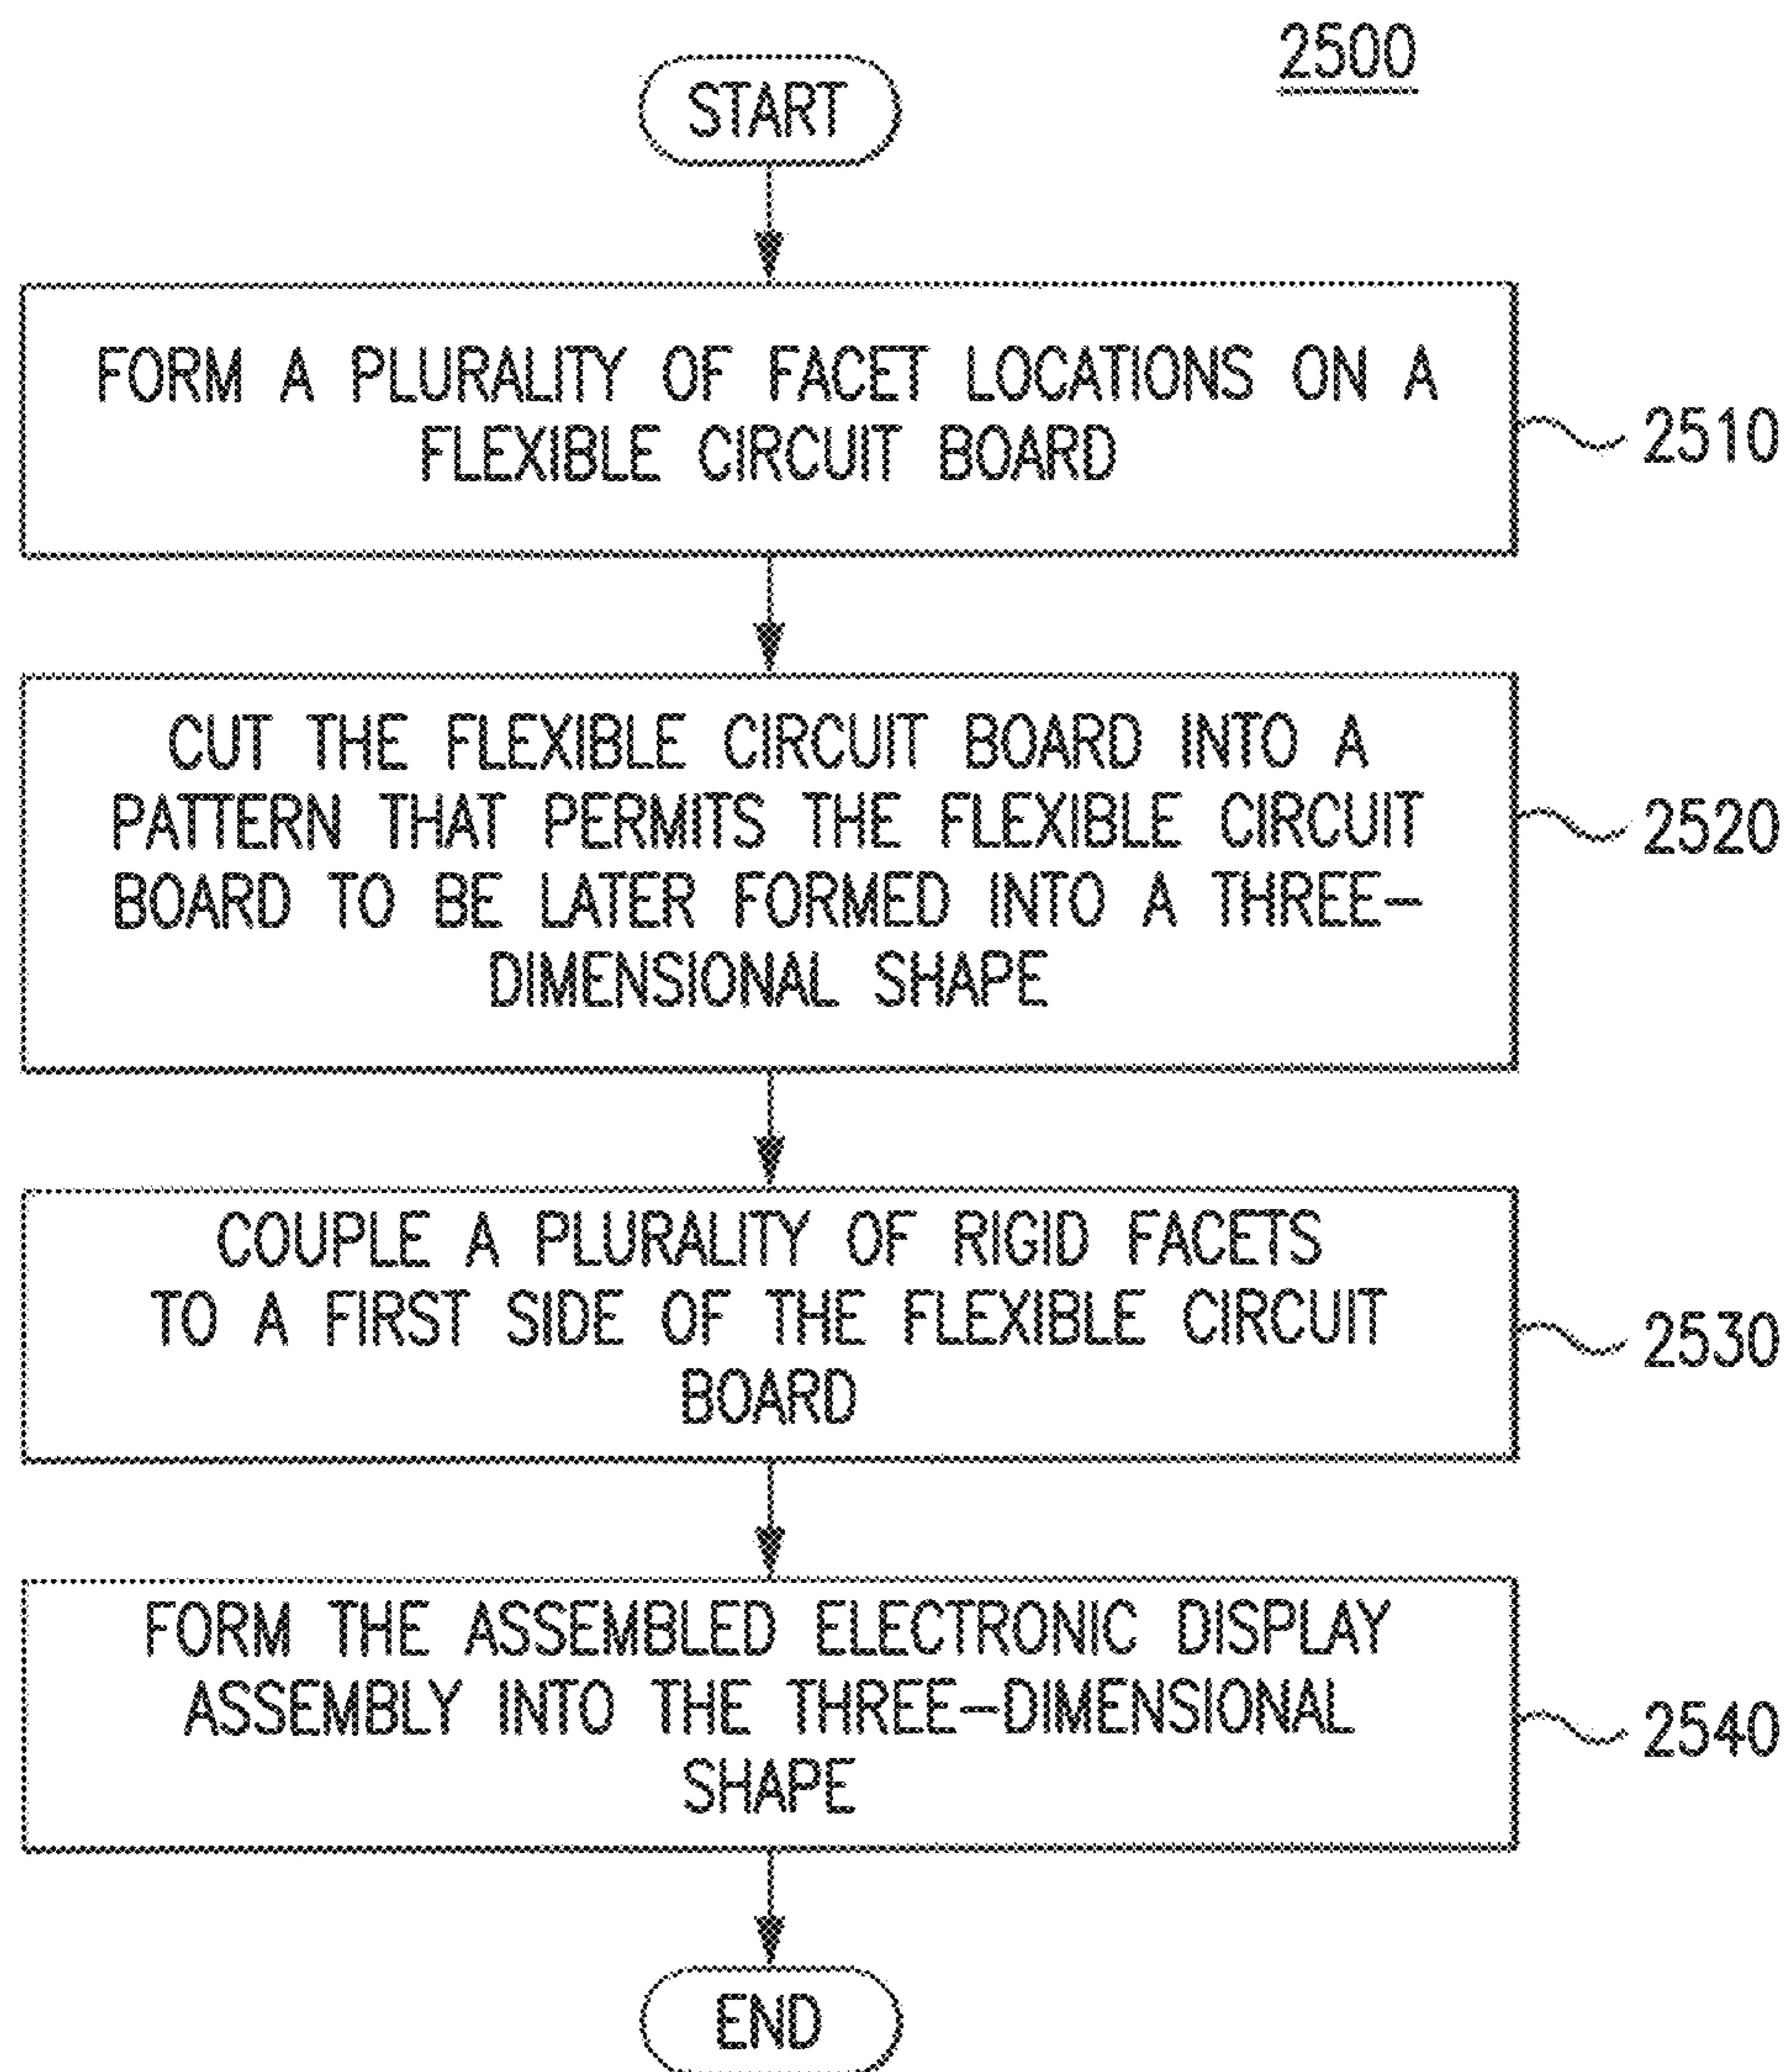 2500
START
FORM A PLURALITY OF FACET LOCATIONS ON A
FLEXIBLE CIRCUIT BOARD
2510
CUT THE FLEXIBLE CIRCUIT BOARD INTO A
PATTERN THAT PERMITS THE FLEXIBLE CIRCUIT
BOARD TO BE LATER FORMED INTO A THREE-
DIMENSIONAL SHAPE
2520
COUPLE A PLURALITY OF RIGID FACETS
TO A FIRST SIDE OF THE FLEXIBLE CIRCUIT
BOARD
2530
FORM THE ASSEMBLED ELECTRONIC DISPLAY
ASSEMBLY INTO THE THREE-DIMENSIONAL
SHAPE
2540
END